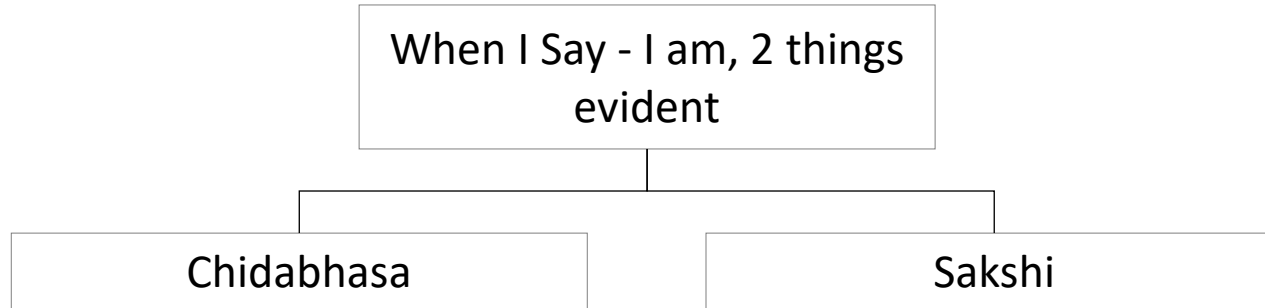 When I Say - I am, 2 things
evident
Chidabhasa
Sakshi